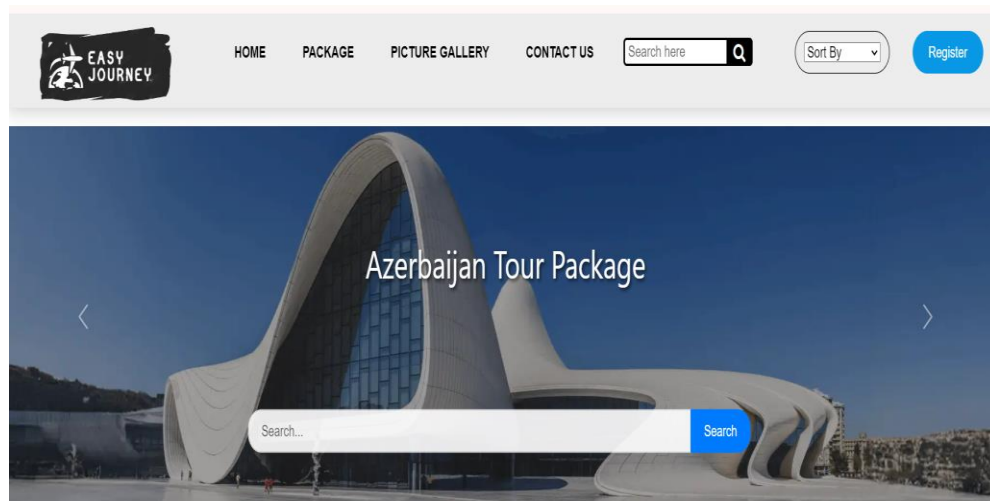 EASY
JOURNEY
HOME
PACKAGE
PICTURE GALLERY
CONTACT US
Search here
Sort By
Register
Azerbaijan Tour Package
Search...
Search